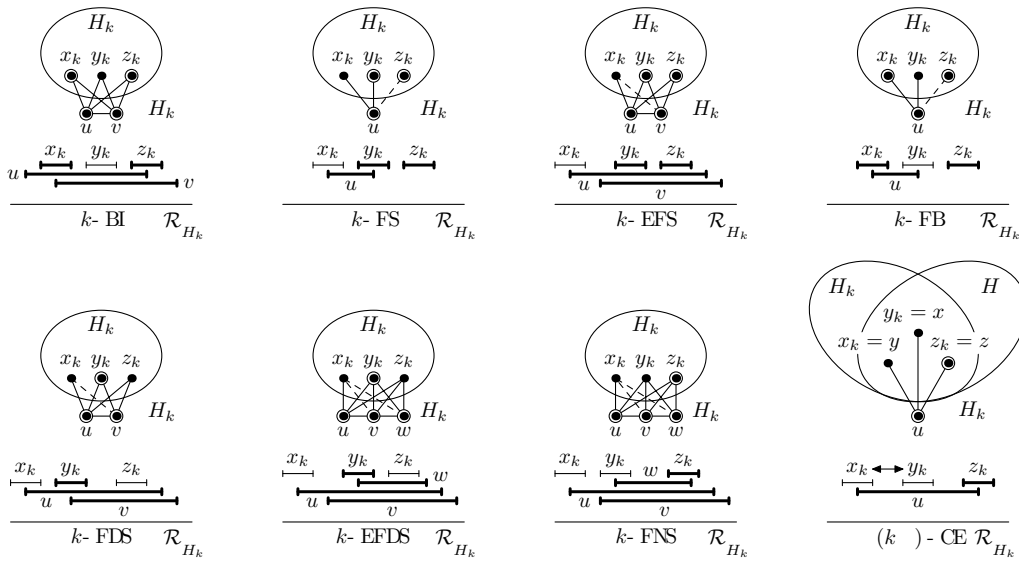 H_k H_k H_k H_k
x_k y_k z_k x_k y_k z_k x_k y_k z_k x_k y_k z_k
H_k H_k H_k H_k
u v u u v u
x_k y_k z_k x_k y_k z_k x_k y_k z_k x_k y_k z_k
u v u u v u
k- BI R_{H_k} k- FS R_{H_k} k- EFS R_{H_k} k- FB R_{H_k}
H_k H_k H_k H_k H
y_k = x
x_k y_k z_k x_k y_k z_k x_k y_k z_k x_k = y z_k = z
H_k H_k H_k H_k
u v u v w u v w u
x_k y_k z_k x_k y_k z_k w x_k y_k w z_k x_k y_k z_k
u v u v u v u
k- FDS R_{H_k} k- EFDS R_{H_k} k- FNS R_{H_k} (k ) - CE R_{H_k}